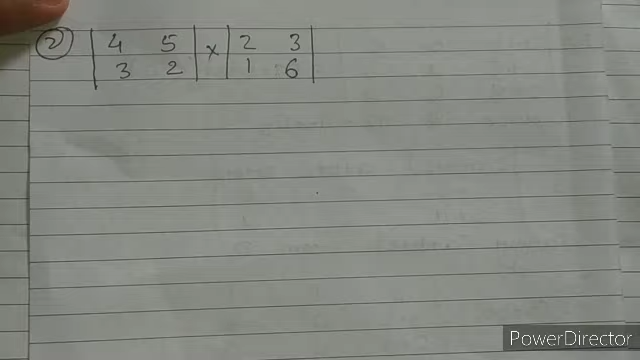 ② | 4 5 | × | 2 3 |
| 3 2 | | 1 6 |
PowerDirector